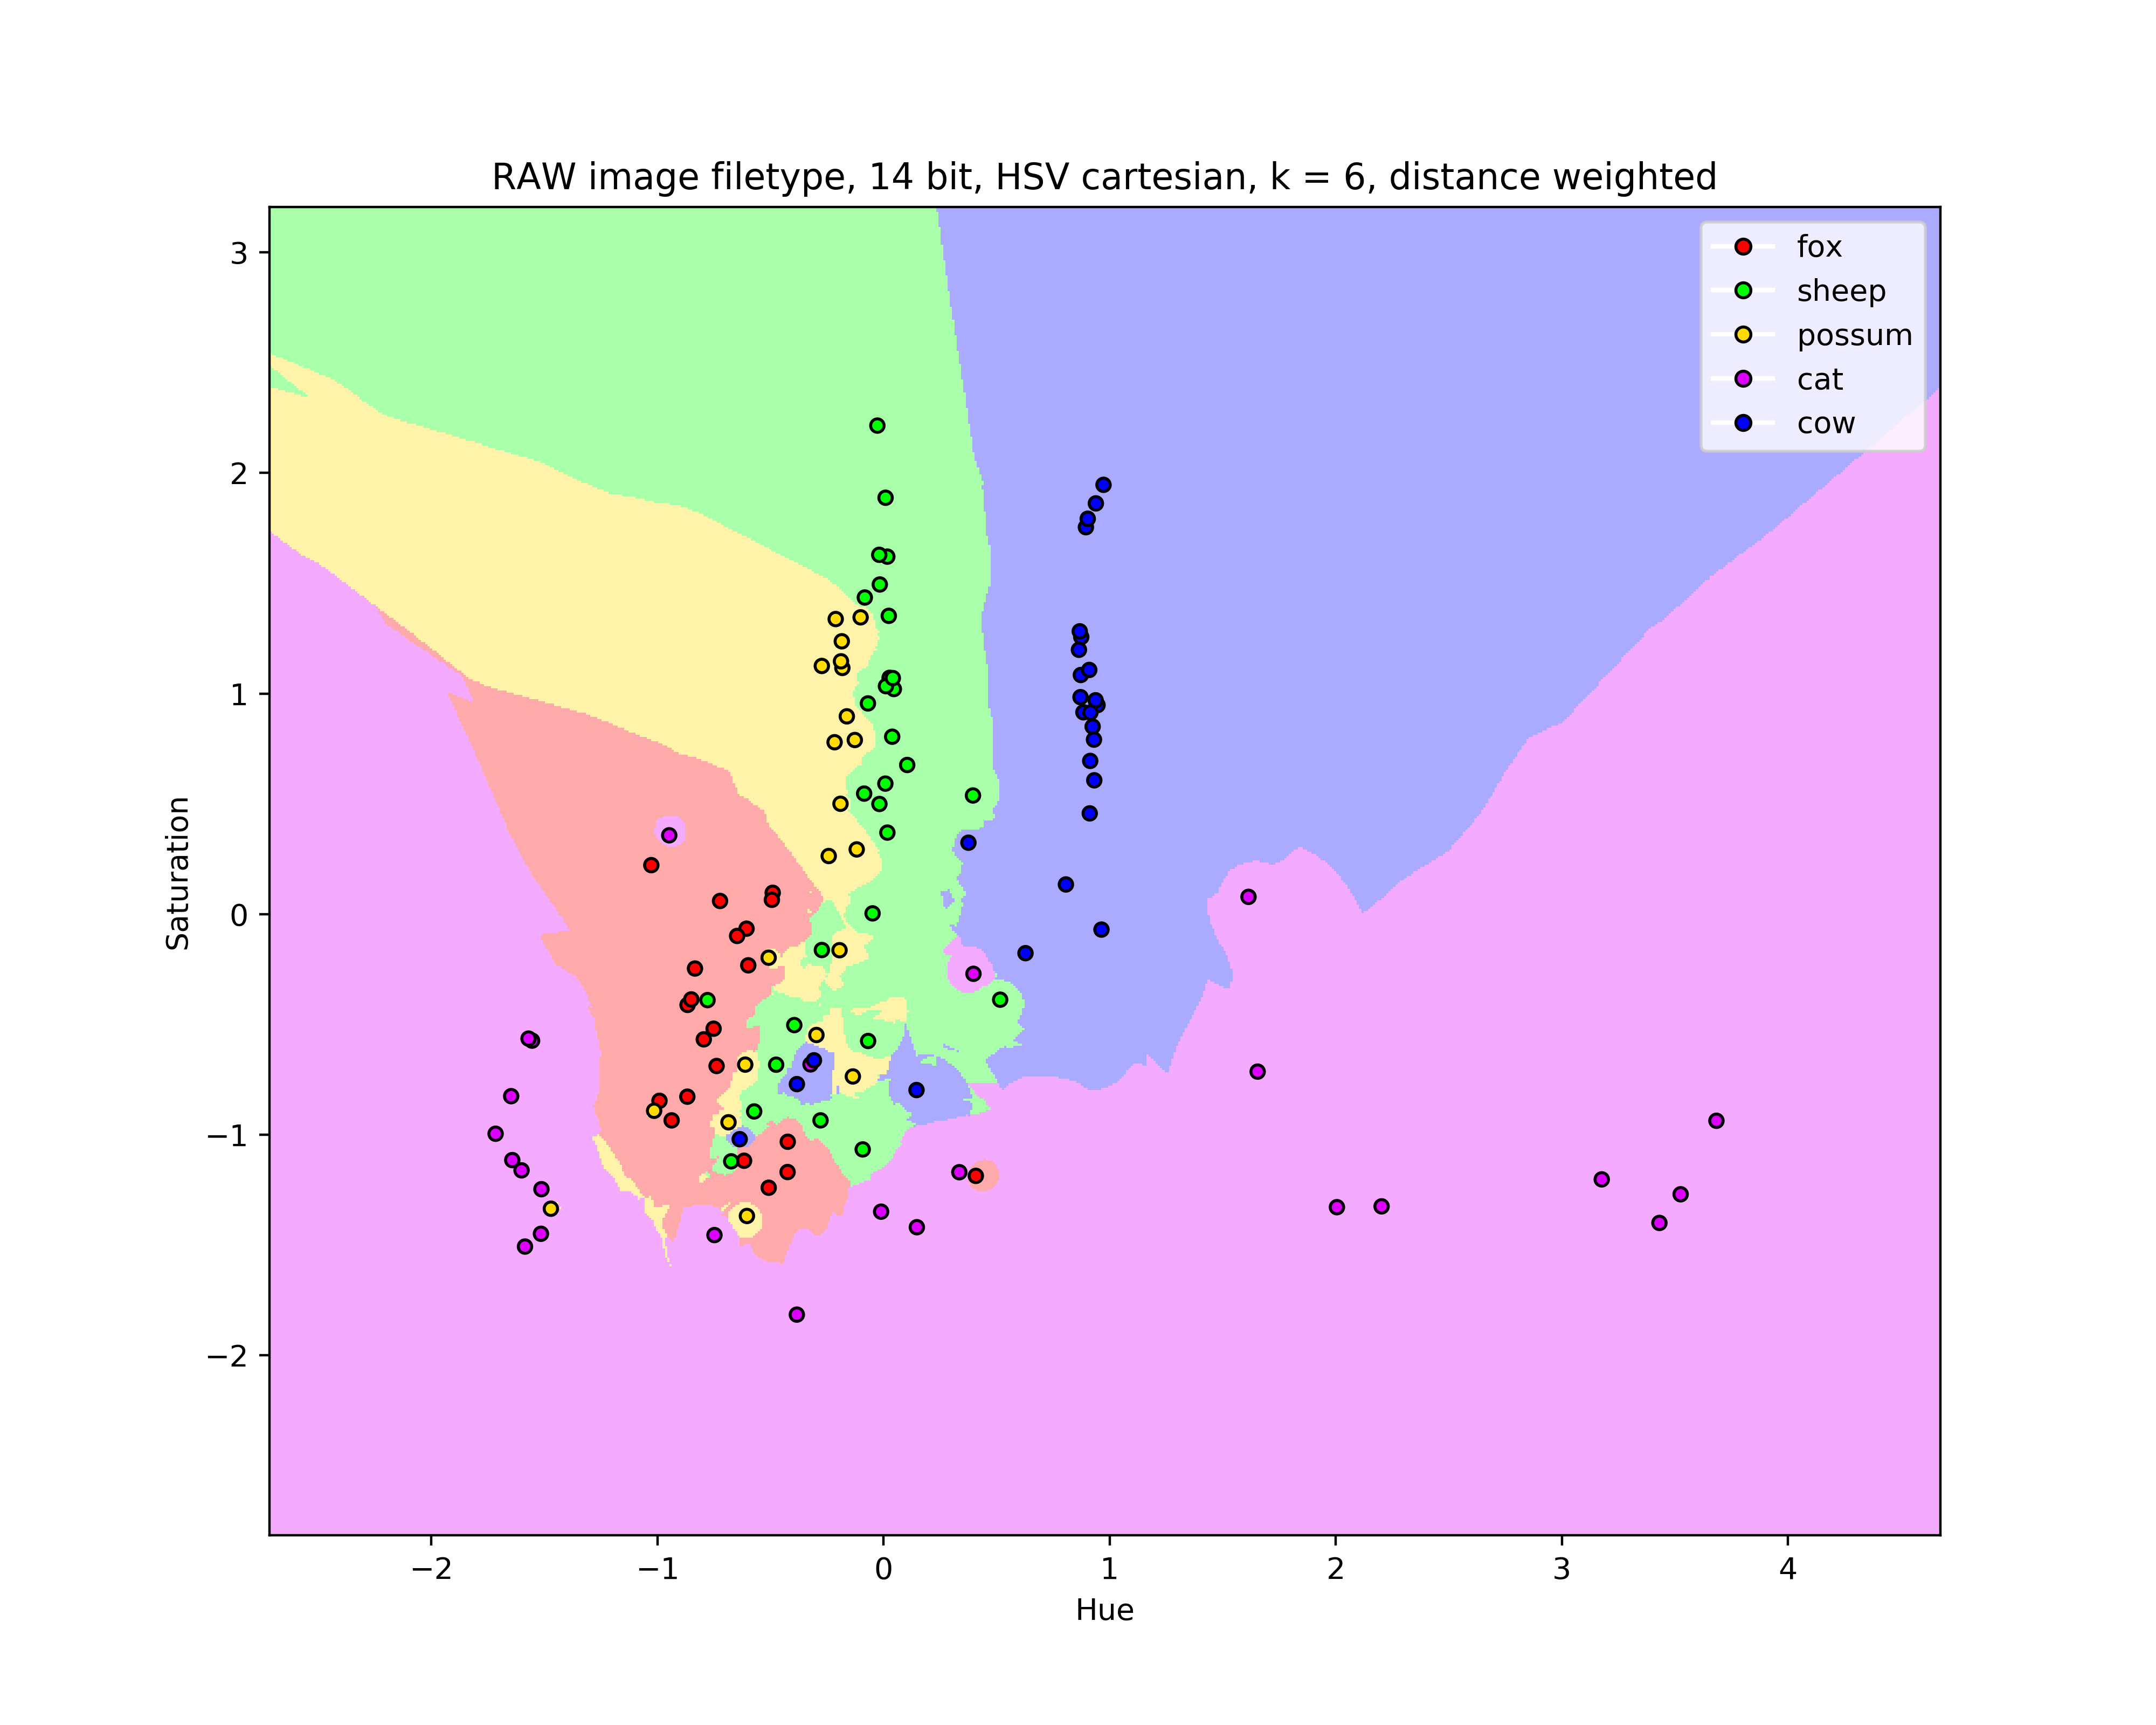 RAW image filetype, 14 bit, HSV cartesian, k = 6, distance weighted
fox
sheep
possum
cat
cow
3
2
1
0
−1
−2
Saturation
−2 −1 0 1 2 3 4
Hue